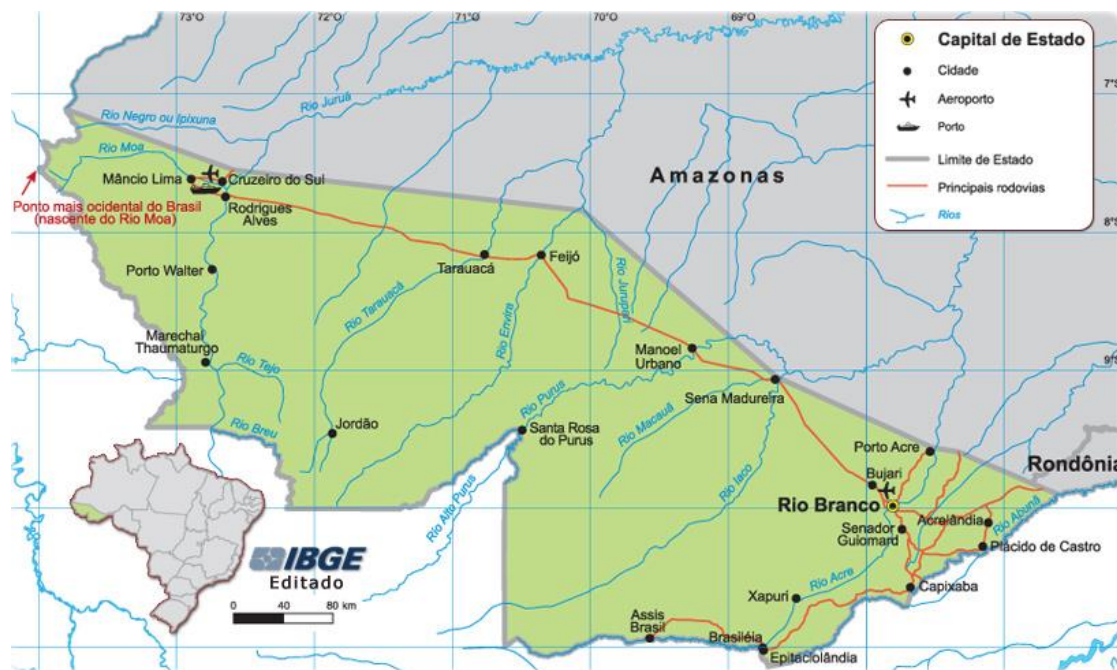 73°O
72°O
71°O
70°O
69°O
Capital de Estado
Cidade
Aeroporto
Porto
Limite de Estado
Principais rodovias
Rios
7°S
8°S
9°S
Amazonas
Rondônia
Rio Juruá
Rio Negro ou Ipixuna
Rio Moa
Mâncio Lima
Cruzeiro do Sul
Ponto mais ocidental do Brasil
(nascente do Rio Moa)
Rodrigues
Alves
Porto Walter
Tarauacá
Feijó
Rio Tarauacá
Rio Envira
Rio Jurupari
Marechal
Thaumaturgo
Rio Tejo
Manoel
Urbano
Sena Madureira
Rio Purus
Rio Macauã
Rio Breu
Jordão
Santa Rosa
do Purus
Rio Alto Purus
Rio Iaco
Porto Acre
Bujari
Rio Branco
Acrelândia
Rio Abunã
Senador
Guiomard
Plácido de Castro
IBGE
Editado
0 40 80 km
Xapuri
Rio Acre
Capixaba
Assis
Brasil
Brasiléia
Epitaciolândia